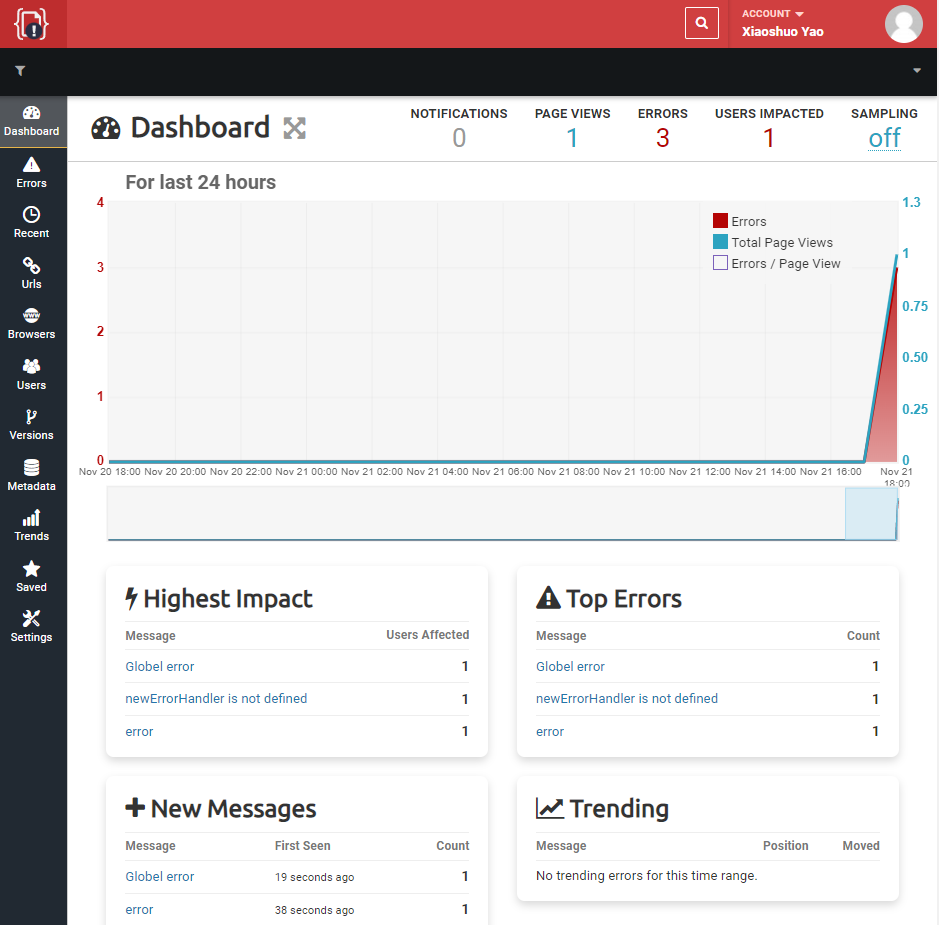 ACCOUNT
Xiaoshuo Yao
Dashboard
Errors
Recent
Urls
Browsers
Users
Versions
Metadata
Trends
Saved
Settings
Dashboard
NOTIFICATIONS PAGE VIEWS ERRORS USERS IMPACTED SAMPLING
0 1 3 1 off
For last 24 hours
4 1.3
Errors
Total Page Views
Errors / Page View
1
3
0.75
2
0.50
1
0.25
0 0
Nov 20 18:00 Nov 20 20:00 Nov 20 22:00 Nov 21 00:00 Nov 21 02:00 Nov 21 04:00 Nov 21 06:00 Nov 21 08:00 Nov 21 10:00 Nov 21 12:00 Nov 21 14:00 Nov 21 16:00 Nov 21
18:00
Highest Impact
Message Users Affected
Globel error 1
newErrorHandler is not defined 1
error 1
Top Errors
Message Count
Globel error 1
newErrorHandler is not defined 1
error 1
New Messages
Message First Seen Count
Globel error 19 seconds ago 1
error 38 seconds ago 1
Trending
Message Position Moved
No trending errors for this time range.